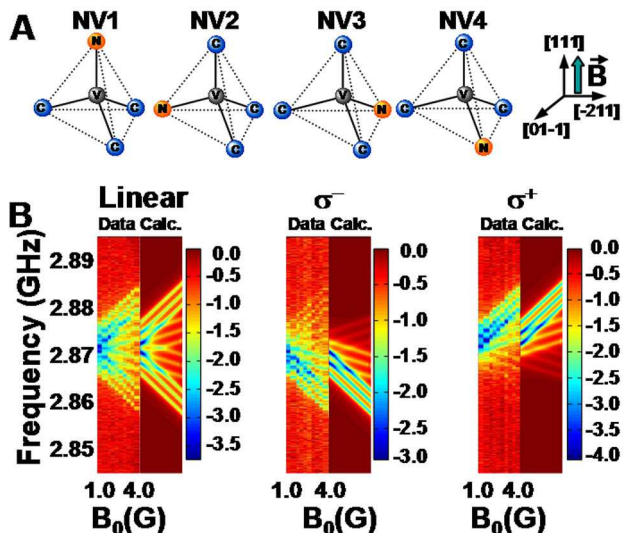 A
NV1 NV2 NV3 NV4
N C C C
V V V V
C C C N C C N C C C C C
C C C N
[111] B
[01-1] [-211]
B
Linear σ⁻ σ⁺
Data Calc. Data Calc. Data Calc.
Frequency (GHz)
2.89
2.88
2.87
2.86
2.85
0.0
-0.5
-1.0
-1.5
-2.0
-2.5
-3.0
-3.5
0.0
-0.5
-1.0
-1.5
-2.0
-2.5
-3.0
0.0
-0.5
-1.0
-1.5
-2.0
-2.5
-3.0
-3.5
-4.0
1.0 4.0 1.0 4.0 1.0 4.0
B₀(G) B₀(G) B₀(G)